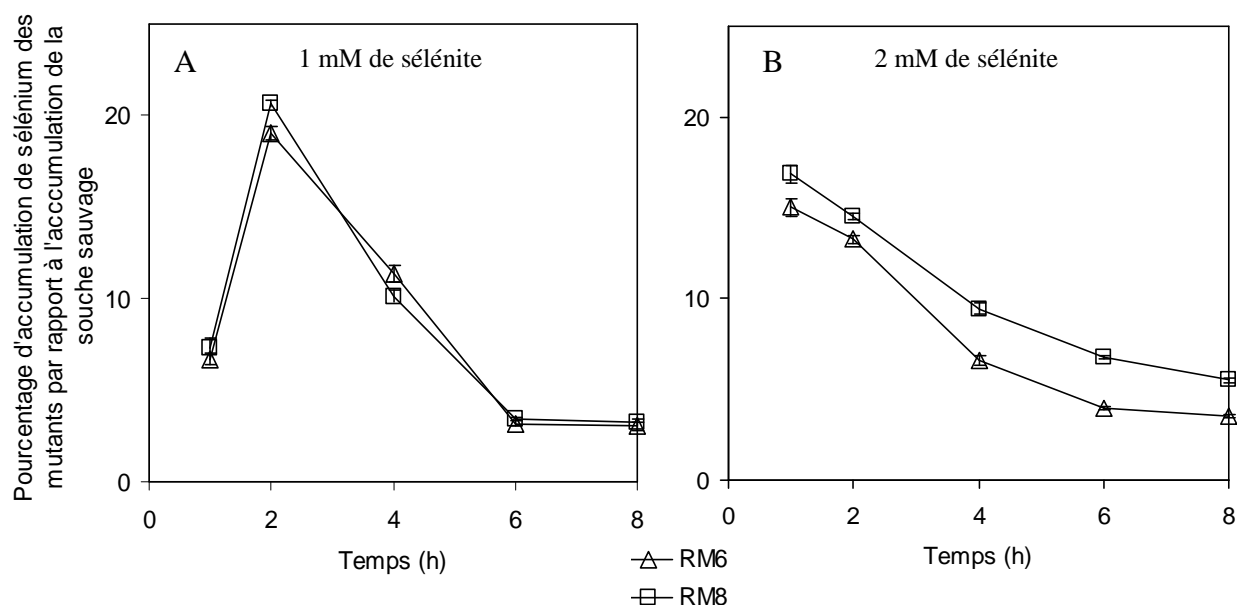 Pourcentage d'accumulation de sélénium des
mutants par rapport à l'acccumulation de la
souche sauvage
A
1 mM de sélénite
20
10
0
0
2
4
6
8
Temps (h)
B
2 mM de sélénite
20
10
0
0
2
4
6
8
Temps (h)
RM6
RM8